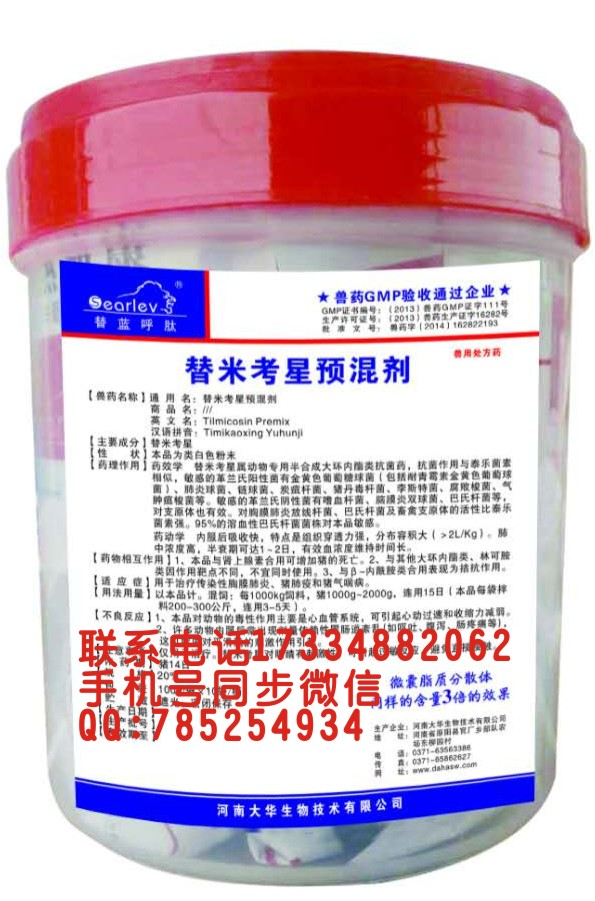 Searlev®
替蓝呼肽
★兽药GMP验收通过企业★
GMP证书编号：（2013）兽药GMP证字111号
生产许可证号：（2013）兽药生产证字16282号
批 准 文 号： 兽药字［2014］162822193
兽用处方药
替米考星预混剂
【兽药名称】通 用 名：替米考星预混剂
商 品 名：///
英 文 名：Tilmicosin Premix
汉语拼音：Timikaoxing Yuhunji
【主要成分】替米考星
【性 状】本品为类白色粉末
【药理作用】药效学 替米考星属动物专用半合成大环内酯类抗菌药，抗菌作用与泰乐菌素
相似，敏感的革兰氏阳性菌有金黄色葡萄球菌（包括耐青霉素金黄色葡萄球
菌）、肺炎球菌、链球菌、炭疽杆菌、猪丹毒杆菌、李斯特菌、腐败梭菌、气
肿疽梭菌等。敏感的革兰氏阴性菌有嗜血杆菌、脑膜炎双球菌、巴氏杆菌等，
对支原体也有效。对胸膜肺炎放线杆菌、巴氏杆菌及畜禽支原体的活性比泰乐
菌素强。95%的溶血性巴氏杆菌菌株对本品敏感。
药动学 内服后吸收快，特点是组织穿透力强，分布容积大（>2L/Kg）。肺
中浓度高，半衰期可达1~2日，有效血浓度维持时间长。
【药物相互作用】1、本品与肾上腺素合用可增加猪的死亡。2、与其他大环内酯类、林可胺
类因作用靶点不同，不宜同时使用。3、与β-内酰胺类合用表现为拮抗作用。
【适 应 症】用于治疗传染性胸膜肺炎、猪肺疫和猪气喘病。
【用法用量】以本品计。混饲：每1000kg饲料，猪1000g~2000g，连用15日（本品每袋拌
料200~300公斤，连用3~5天）。
【不良反应】1、本品对动物的毒性作用主要是心血管系统，可引起心动过速和收缩力减弱。
联系电话17334882062
手机号同步微信
QQ:785254934
猪14日
20%
微囊脂质分散体
同样的含量3倍的效果
生产企业：河南大华生物技术有限公司
地 址：河南省原阳县官厂乡郭队农
场东柳园村
电 话：0371-63563386
传 真：0371-65862627
网 址：www.dahasw.com
河南大华生物技术有限公司